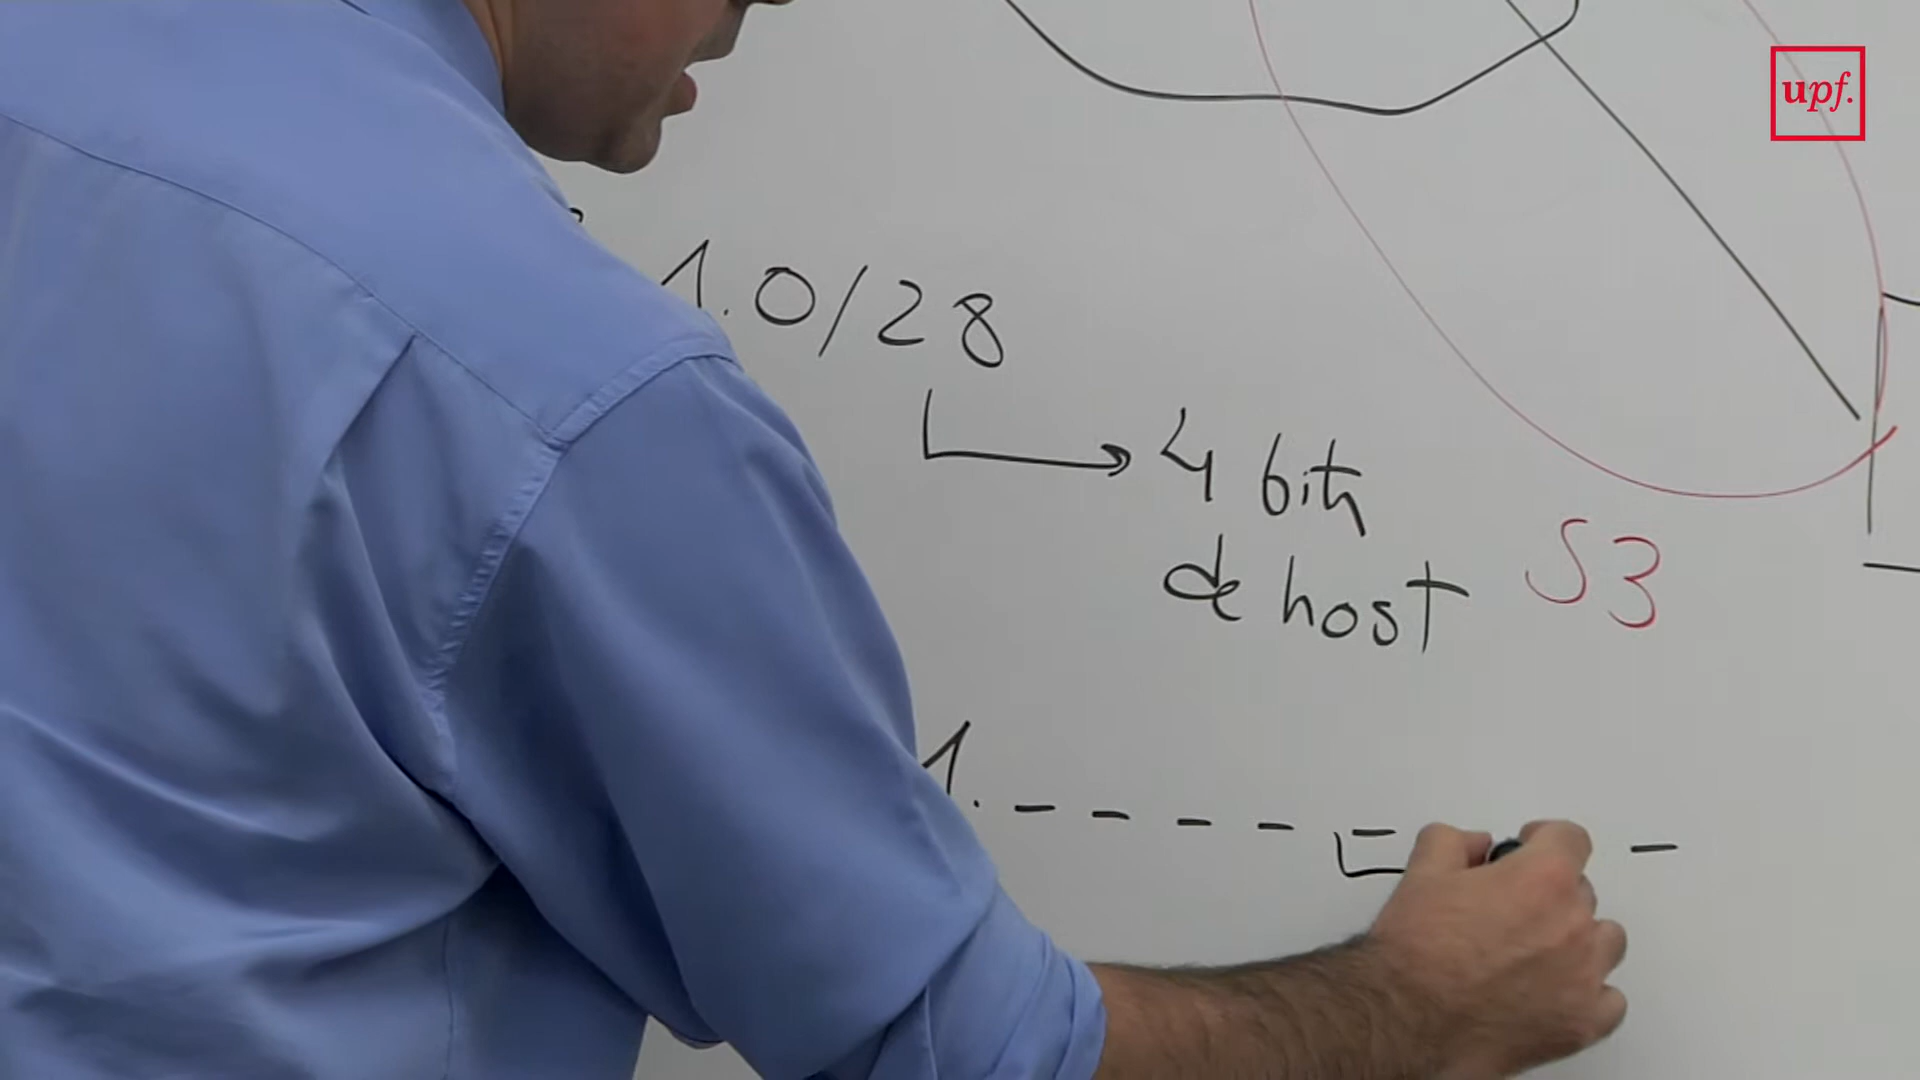 upf.
1.0/28
4 bits
de host
S3
1. _ _ _ _ _ _